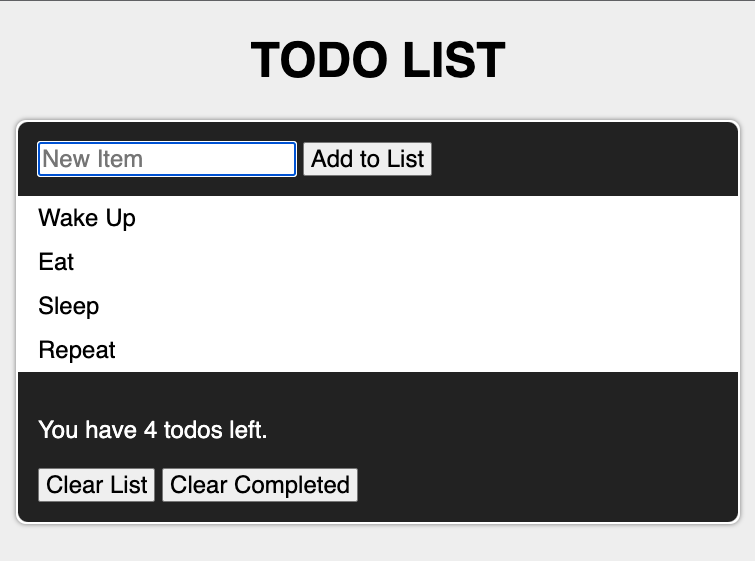 TODO LIST
New Item Add to List
Wake Up
Eat
Sleep
Repeat
You have 4 todos left.
Clear List Clear Completed